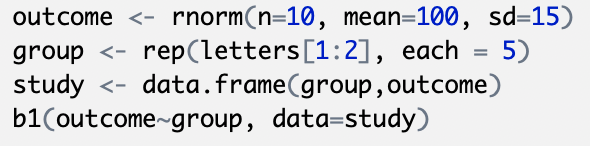 outcome <- rnorm(n=10, mean=100, sd=15)
group <- rep(letters[1:2], each = 5)
study <- data.frame(group,outcome)
b1(outcome~group, data=study)